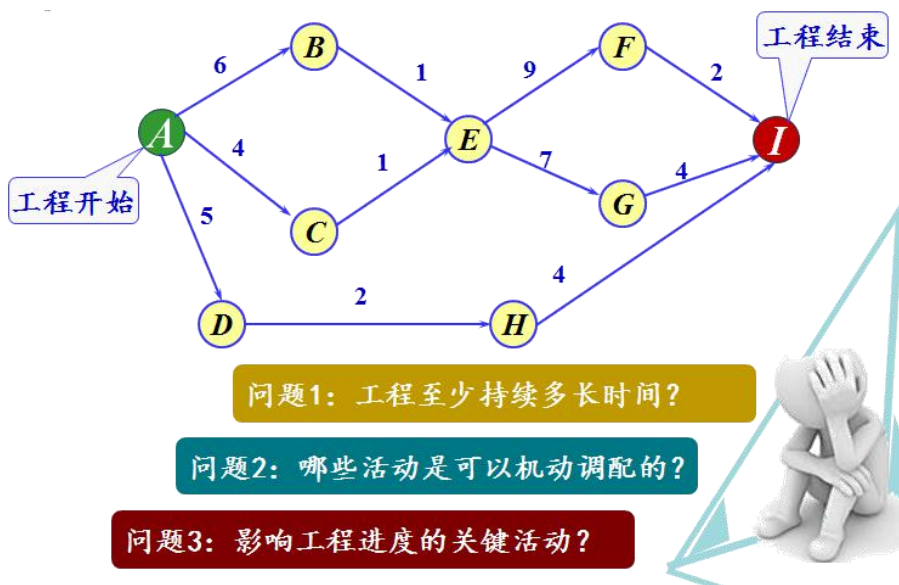 B
F
工程结束
6
1
9
2
A
E
I
4
1
7
4
工程开始
C
G
5
4
2
D
H
问题1：工程至少持续多长时间？
问题2：哪些活动是可以机动调配的？
问题3：影响工程进度的关键活动？